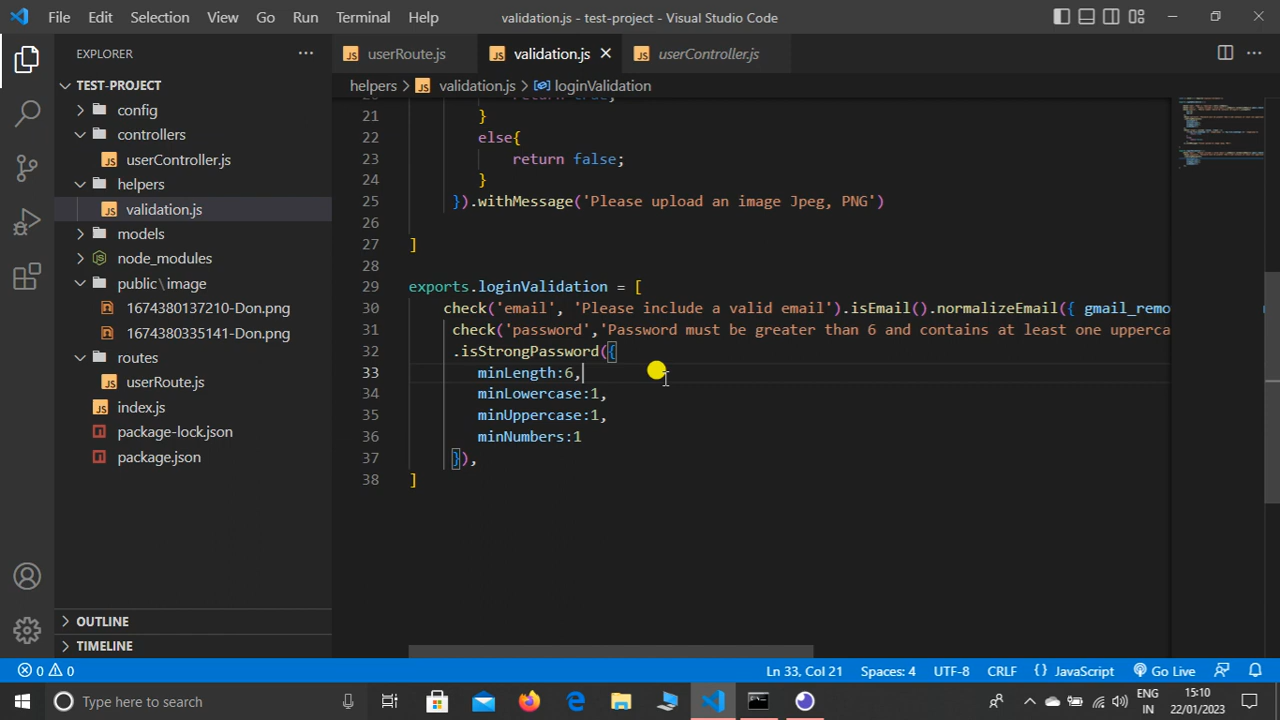 File Edit Selection View Go Run Terminal Help validation.js - test-project - Visual Studio Code
EXPLORER
TEST-PROJECT
config
controllers
userController.js
helpers
validation.js
models
node_modules
public\image
1674380137210-Don.png
1674380335141-Don.png
routes
userRoute.js
index.js
package-lock.json
package.json
OUTLINE
TIMELINE
userRoute.js validation.js userController.js
helpers > validation.js > loginValidation
return true;
21 }
22 else{
23 return false;
24 }
25 }).withMessage('Please upload an image Jpeg, PNG')
26
27 ]
28
29 exports.loginValidation = [
30 check('email', 'Please include a valid email').isEmail().normalizeEmail({ gmail_remo
31 check('password','Password must be greater than 6 and contains at least one upperca
32 .isStrongPassword({
33 minLength:6,
34 minLowercase:1,
35 minUppercase:1,
36 minNumbers:1
37 }),
38 ]
0 0 Ln 33, Col 21 Spaces: 4 UTF-8 CRLF {} JavaScript Go Live
Type here to search
ENG
IN
15:10
22/01/2023